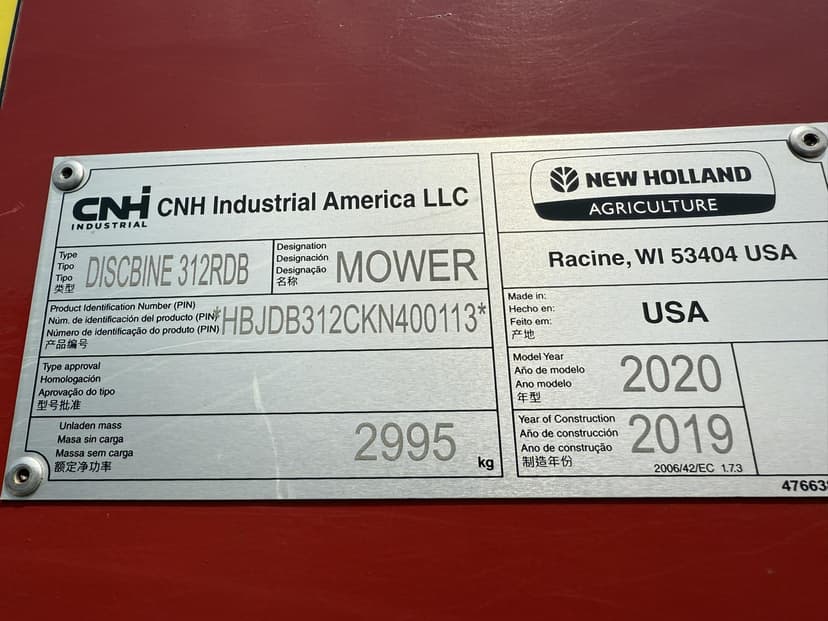 CNH INDUSTRIAL CNH Industrial America LLC
Type
Tipo
Tipo
类型
DISCBINE 312RDB
Designation
Designación
Designação
名称
MOWER
Product Identification Number (PIN)
Núm. de identificación del producto (PIN)
Número de identificação do produto (PIN)
产品编号
*HBJDB312CKN400113*
Type approval
Homologación
Aprovação do tipo
型号批准
Unladen mass
Masa sin carga
Massa sem carga
额定净功率
2995 kg
NEW HOLLAND
AGRICULTURE
Racine, WI 53404 USA
Made in:
Hecho en:
Feito em:
产地
USA
Model Year
Año de modelo
Ano modelo
年型
2020
Year of Construction
Año de construcción
Ano de construção
制造年份
2019
2006/42/EC 1.7.3